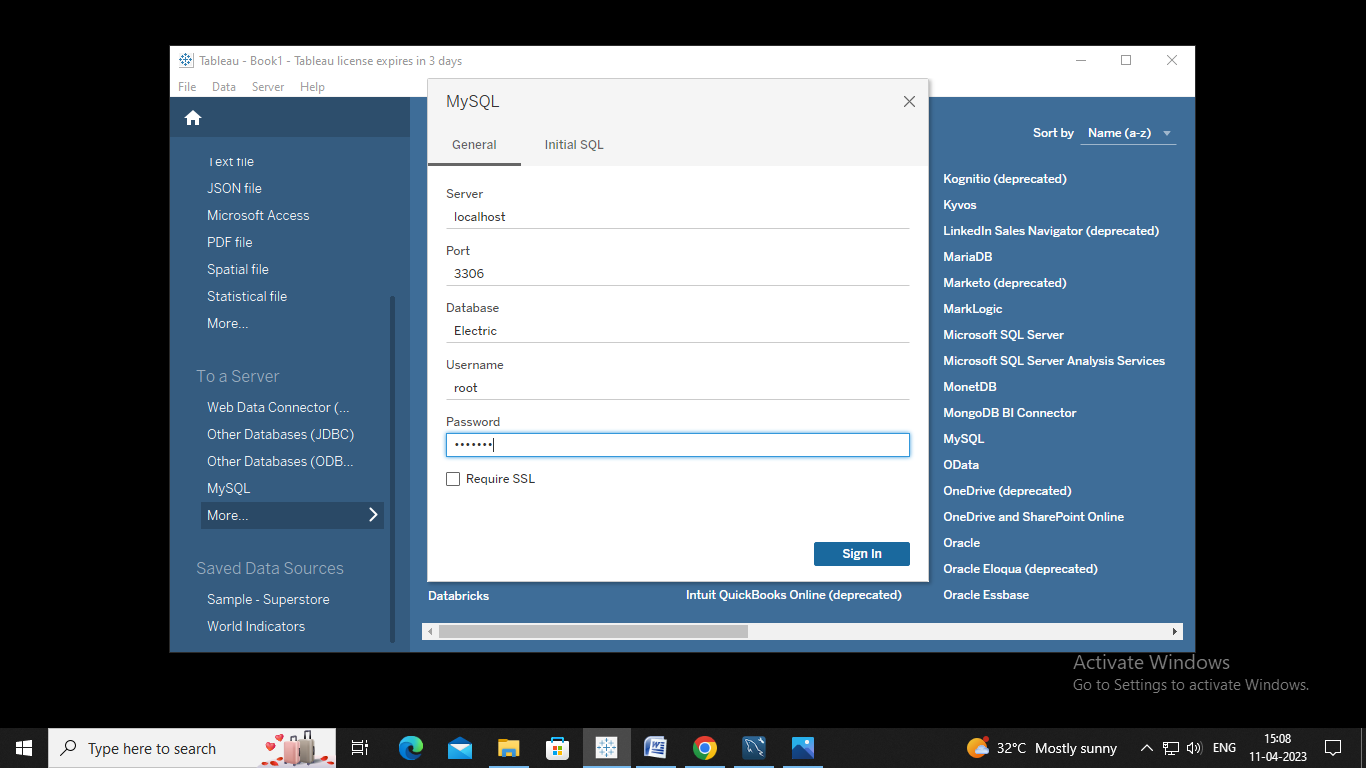 Tableau - Book1 - Tableau license expires in 3 days
File Data Server Help
Text file
JSON file
Microsoft Access
PDF file
Spatial file
Statistical file
More...
To a Server
Web Data Connector (...
Other Databases (JDBC)
Other Databases (ODB...
MySQL
More...
Saved Data Sources
Sample - Superstore
World Indicators
MySQL
General Initial SQL
Server
localhost
Port
3306
Database
Electric
Username
root
Password
•••••••
Require SSL
Sign In
Databricks
Intuit QuickBooks Online (deprecated)
Sort by Name (a-z)
Kognitio (deprecated)
Kyvos
LinkedIn Sales Navigator (deprecated)
MariaDB
Marketo (deprecated)
MarkLogic
Microsoft SQL Server
Microsoft SQL Server Analysis Services
MonetDB
MongoDB BI Connector
MySQL
OData
OneDrive (deprecated)
OneDrive and SharePoint Online
Oracle
Oracle Eloqua (deprecated)
Oracle Essbase
Activate Windows
Go to Settings to activate Windows.
Type here to search
32°C Mostly sunny
ENG
15:08
11-04-2023